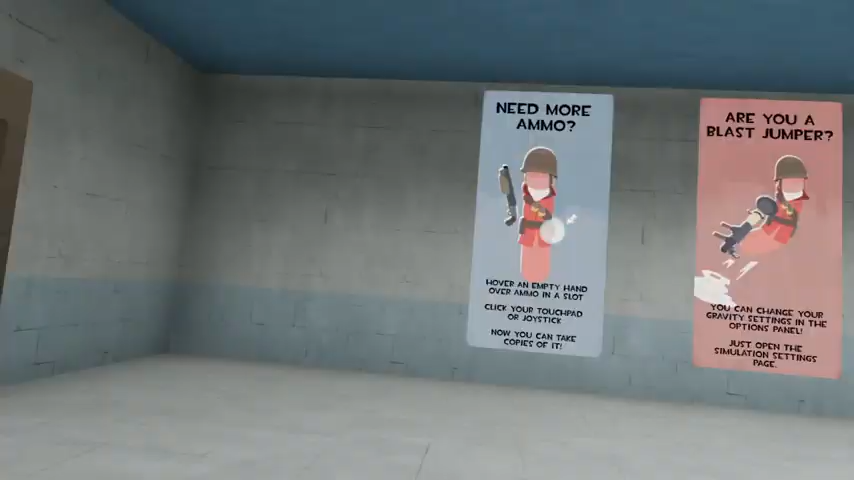 NEED MORE
AMMO?
HOVER AN EMPTY HAND
OVER AMMO IN A SLOT
CLICK YOUR TOUCHPAD
OR JOYSTICK
NOW YOU CAN TAKE
COPIES OF IT!
ARE YOU A
BLAST JUMPER?
YOU CAN CHANGE YOUR
GRAVITY SETTINGS IN THE
OPTIONS PANEL!
JUST OPEN THE
SIMULATION SETTINGS
PAGE.